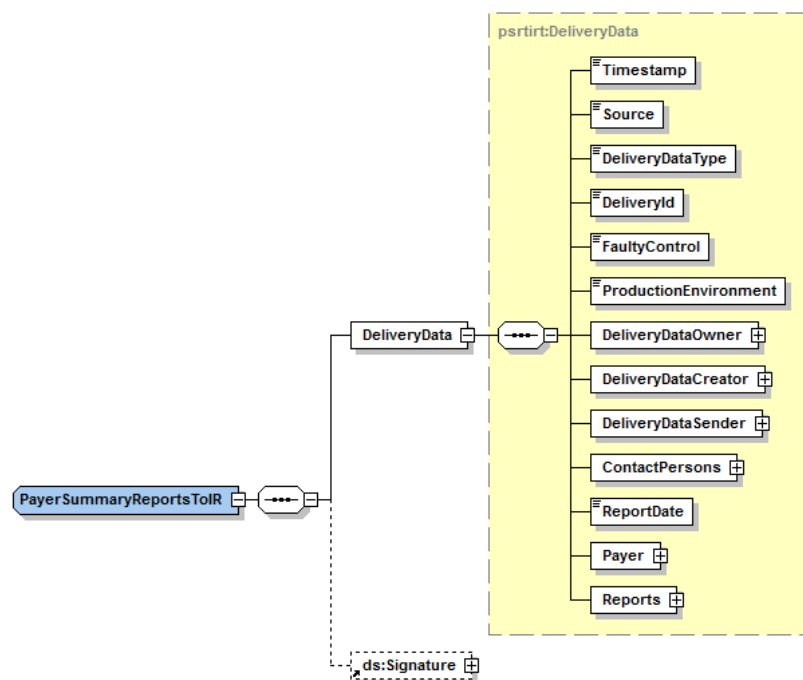 psrtirt:DeliveryData
Timestamp
Source
DeliveryDataType
DeliveryId
FaultyControl
ProductionEnvironment
DeliveryData
DeliveryDataOwner
DeliveryDataCreator
DeliveryDataSender
ContactPersons
PayerSummaryReportsToIR
ReportDate
Payer
Reports
ds:Signature